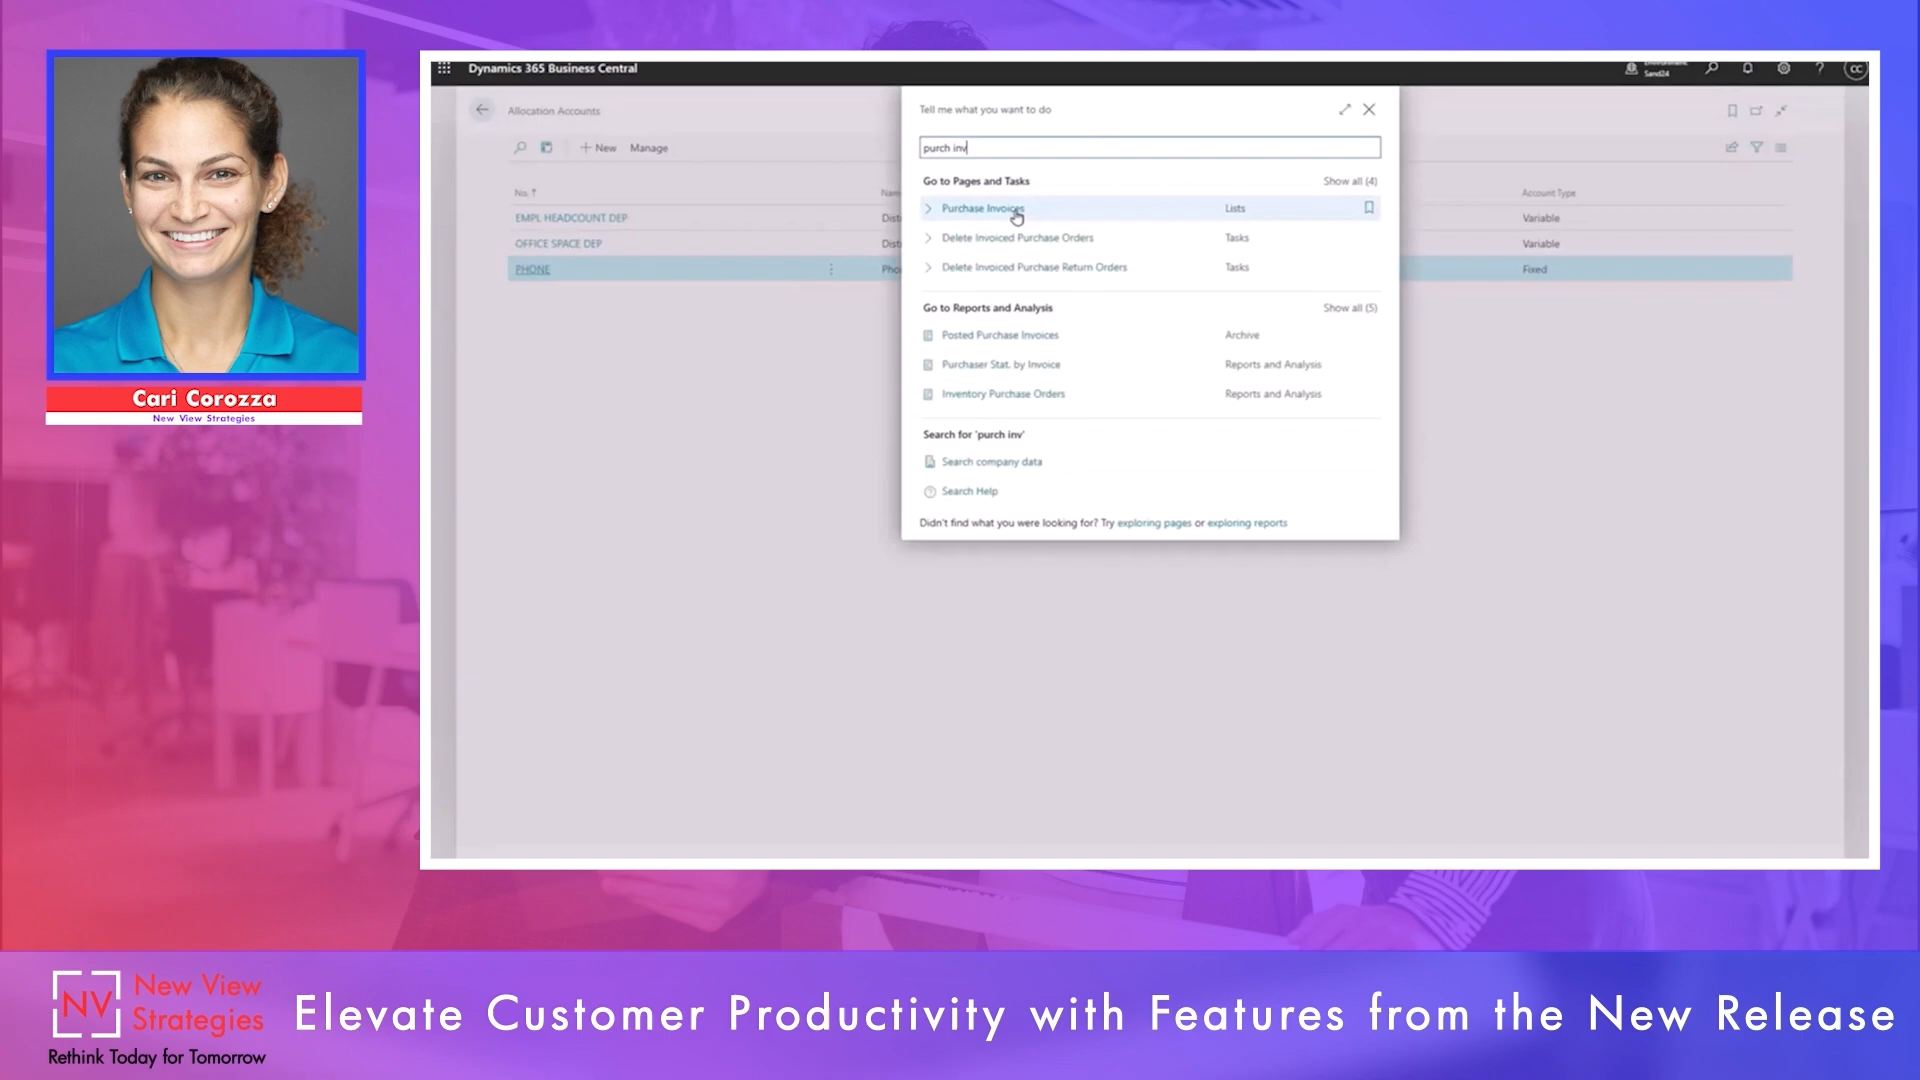 Cari Corozza
New View Strategies
Dynamics 365 Business Central
Sand24
CC
Allocation Accounts
New Manage
No. ↑
Account Type
EMPL HEADCOUNT DEP
Variable
OFFICE SPACE DEP
Variable
PHONE
Fixed
Tell me what you want to do
purch inv
Go to Pages and Tasks Show all (4)
Purchase Invoices Lists
Delete Invoiced Purchase Orders Tasks
Delete Invoiced Purchase Return Orders Tasks
Go to Reports and Analysis Show all (5)
Posted Purchase Invoices Archive
Purchaser Stat. by Invoice Reports and Analysis
Inventory Purchase Orders Reports and Analysis
Search for 'purch inv'
Search company data
Search Help
Didn't find what you were looking for? Try exploring pages or exploring reports
NV
New View
Strategies
Rethink Today for Tomorrow
Elevate Customer Productivity with Features from the New Release